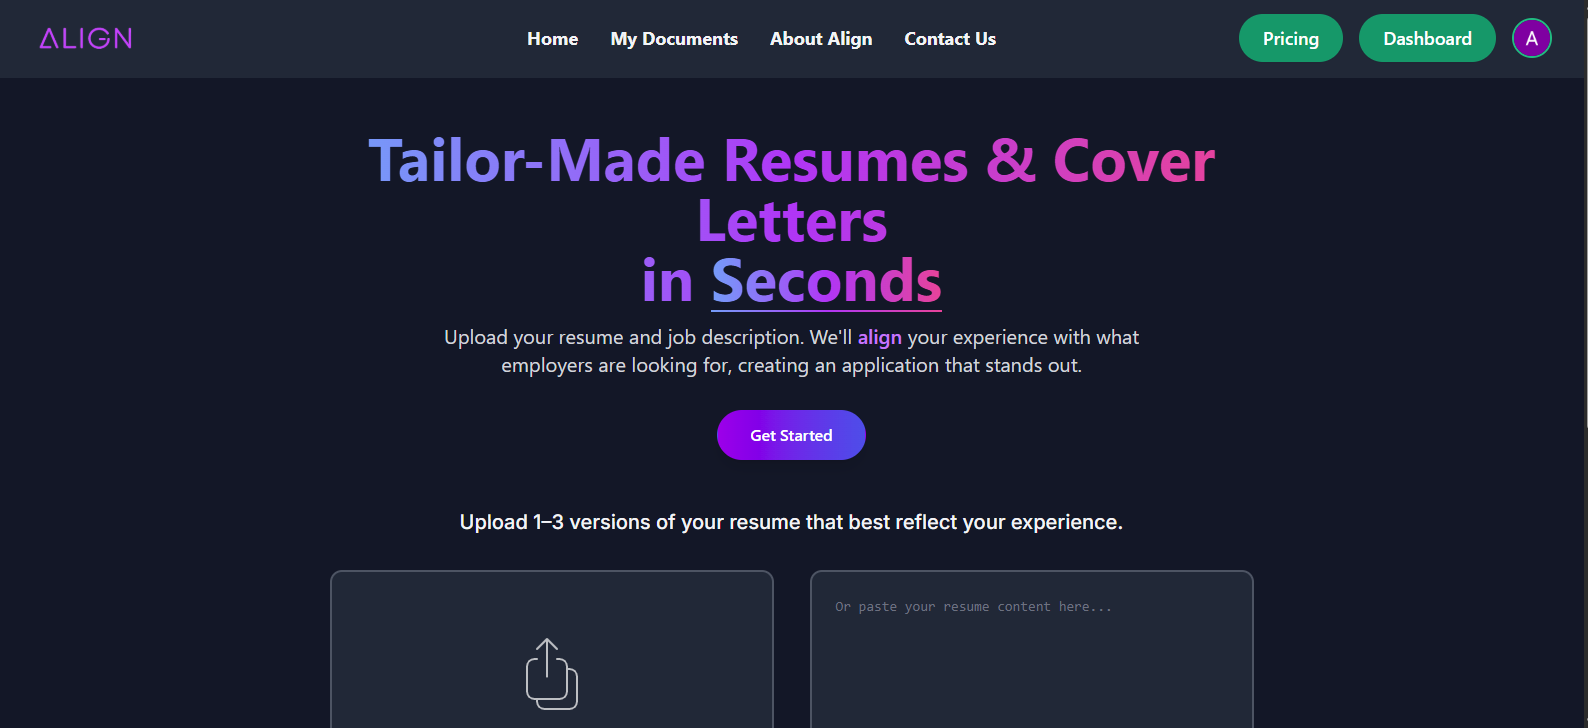 ALIGN
Home My Documents About Align Contact Us
Pricing Dashboard A
Tailor-Made Resumes & Cover
Letters
in Seconds
Upload your resume and job description. We'll align your experience with what
employers are looking for, creating an application that stands out.
Get Started
Upload 1–3 versions of your resume that best reflect your experience.
Or paste your resume content here...